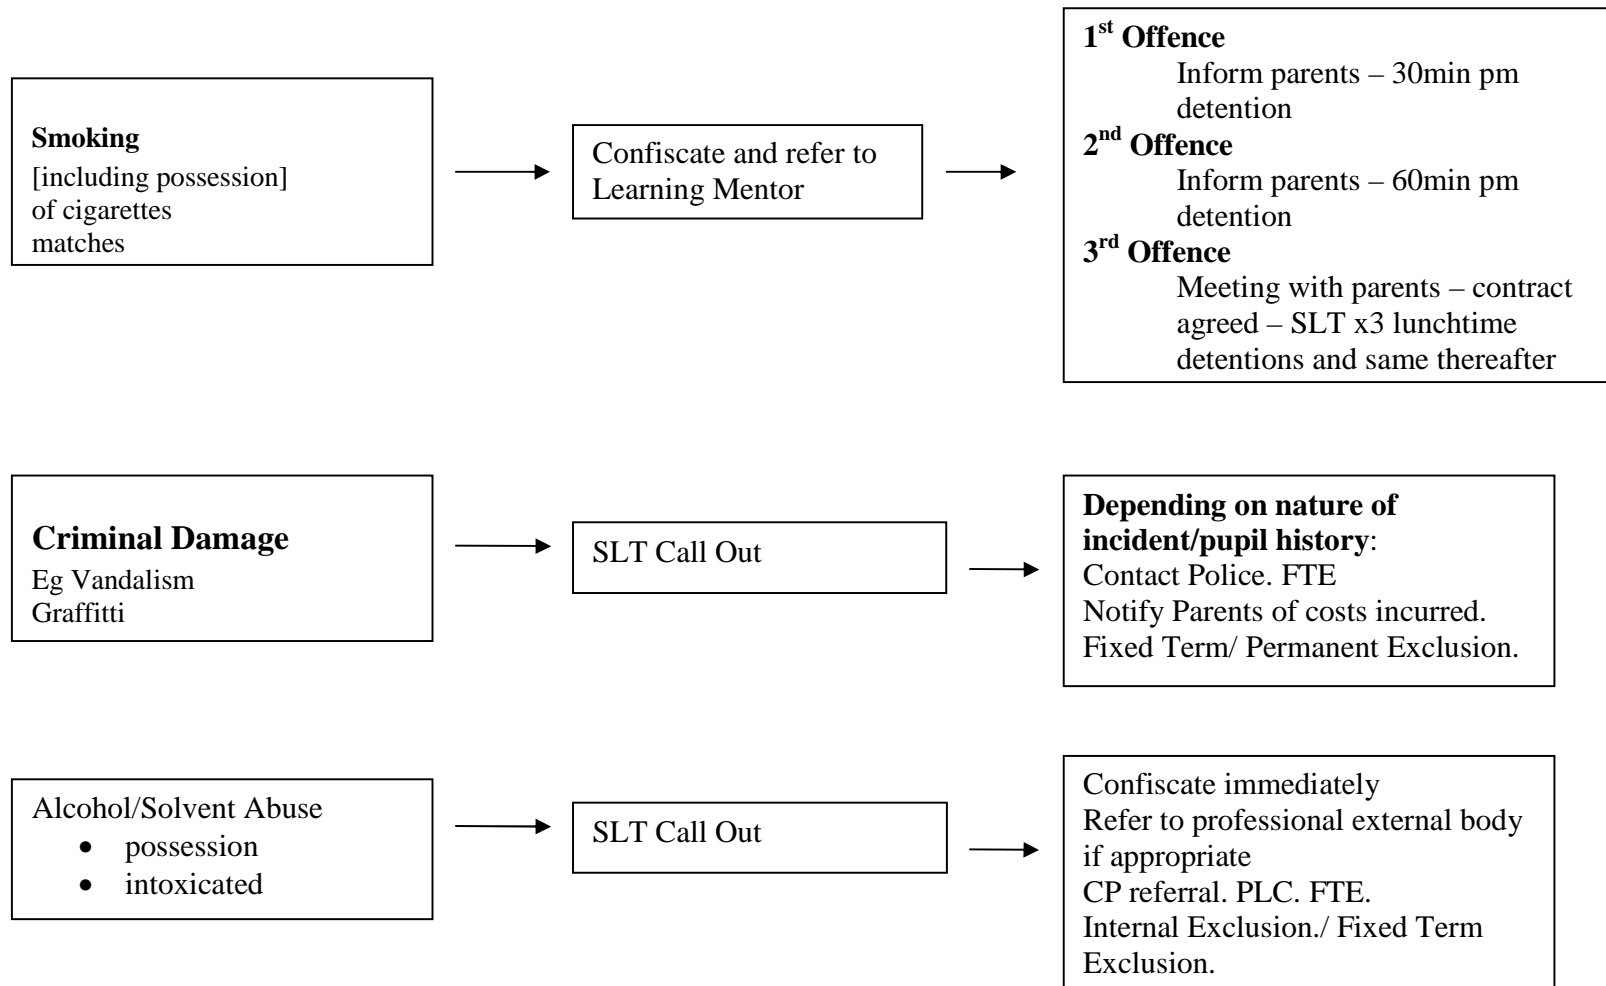 Smoking
[including possession]
of cigarettes
matches
Confiscate and refer to
Learning Mentor
1st Offence
Inform parents – 30min pm
detention
2nd Offence
Inform parents – 60min pm
detention
3rd Offence
Meeting with parents – contract
agreed – SLT x3 lunchtime
detentions and same thereafter
Criminal Damage
Eg Vandalism
Graffitti
SLT Call Out
Depending on nature of
incident/pupil history:
Contact Police. FTE
Notify Parents of costs incurred.
Fixed Term/ Permanent Exclusion.
Alcohol/Solvent Abuse
• possession
• intoxicated
SLT Call Out
Confiscate immediately
Refer to professional external body
if appropriate
CP referral. PLC. FTE.
Internal Exclusion./ Fixed Term
Exclusion.